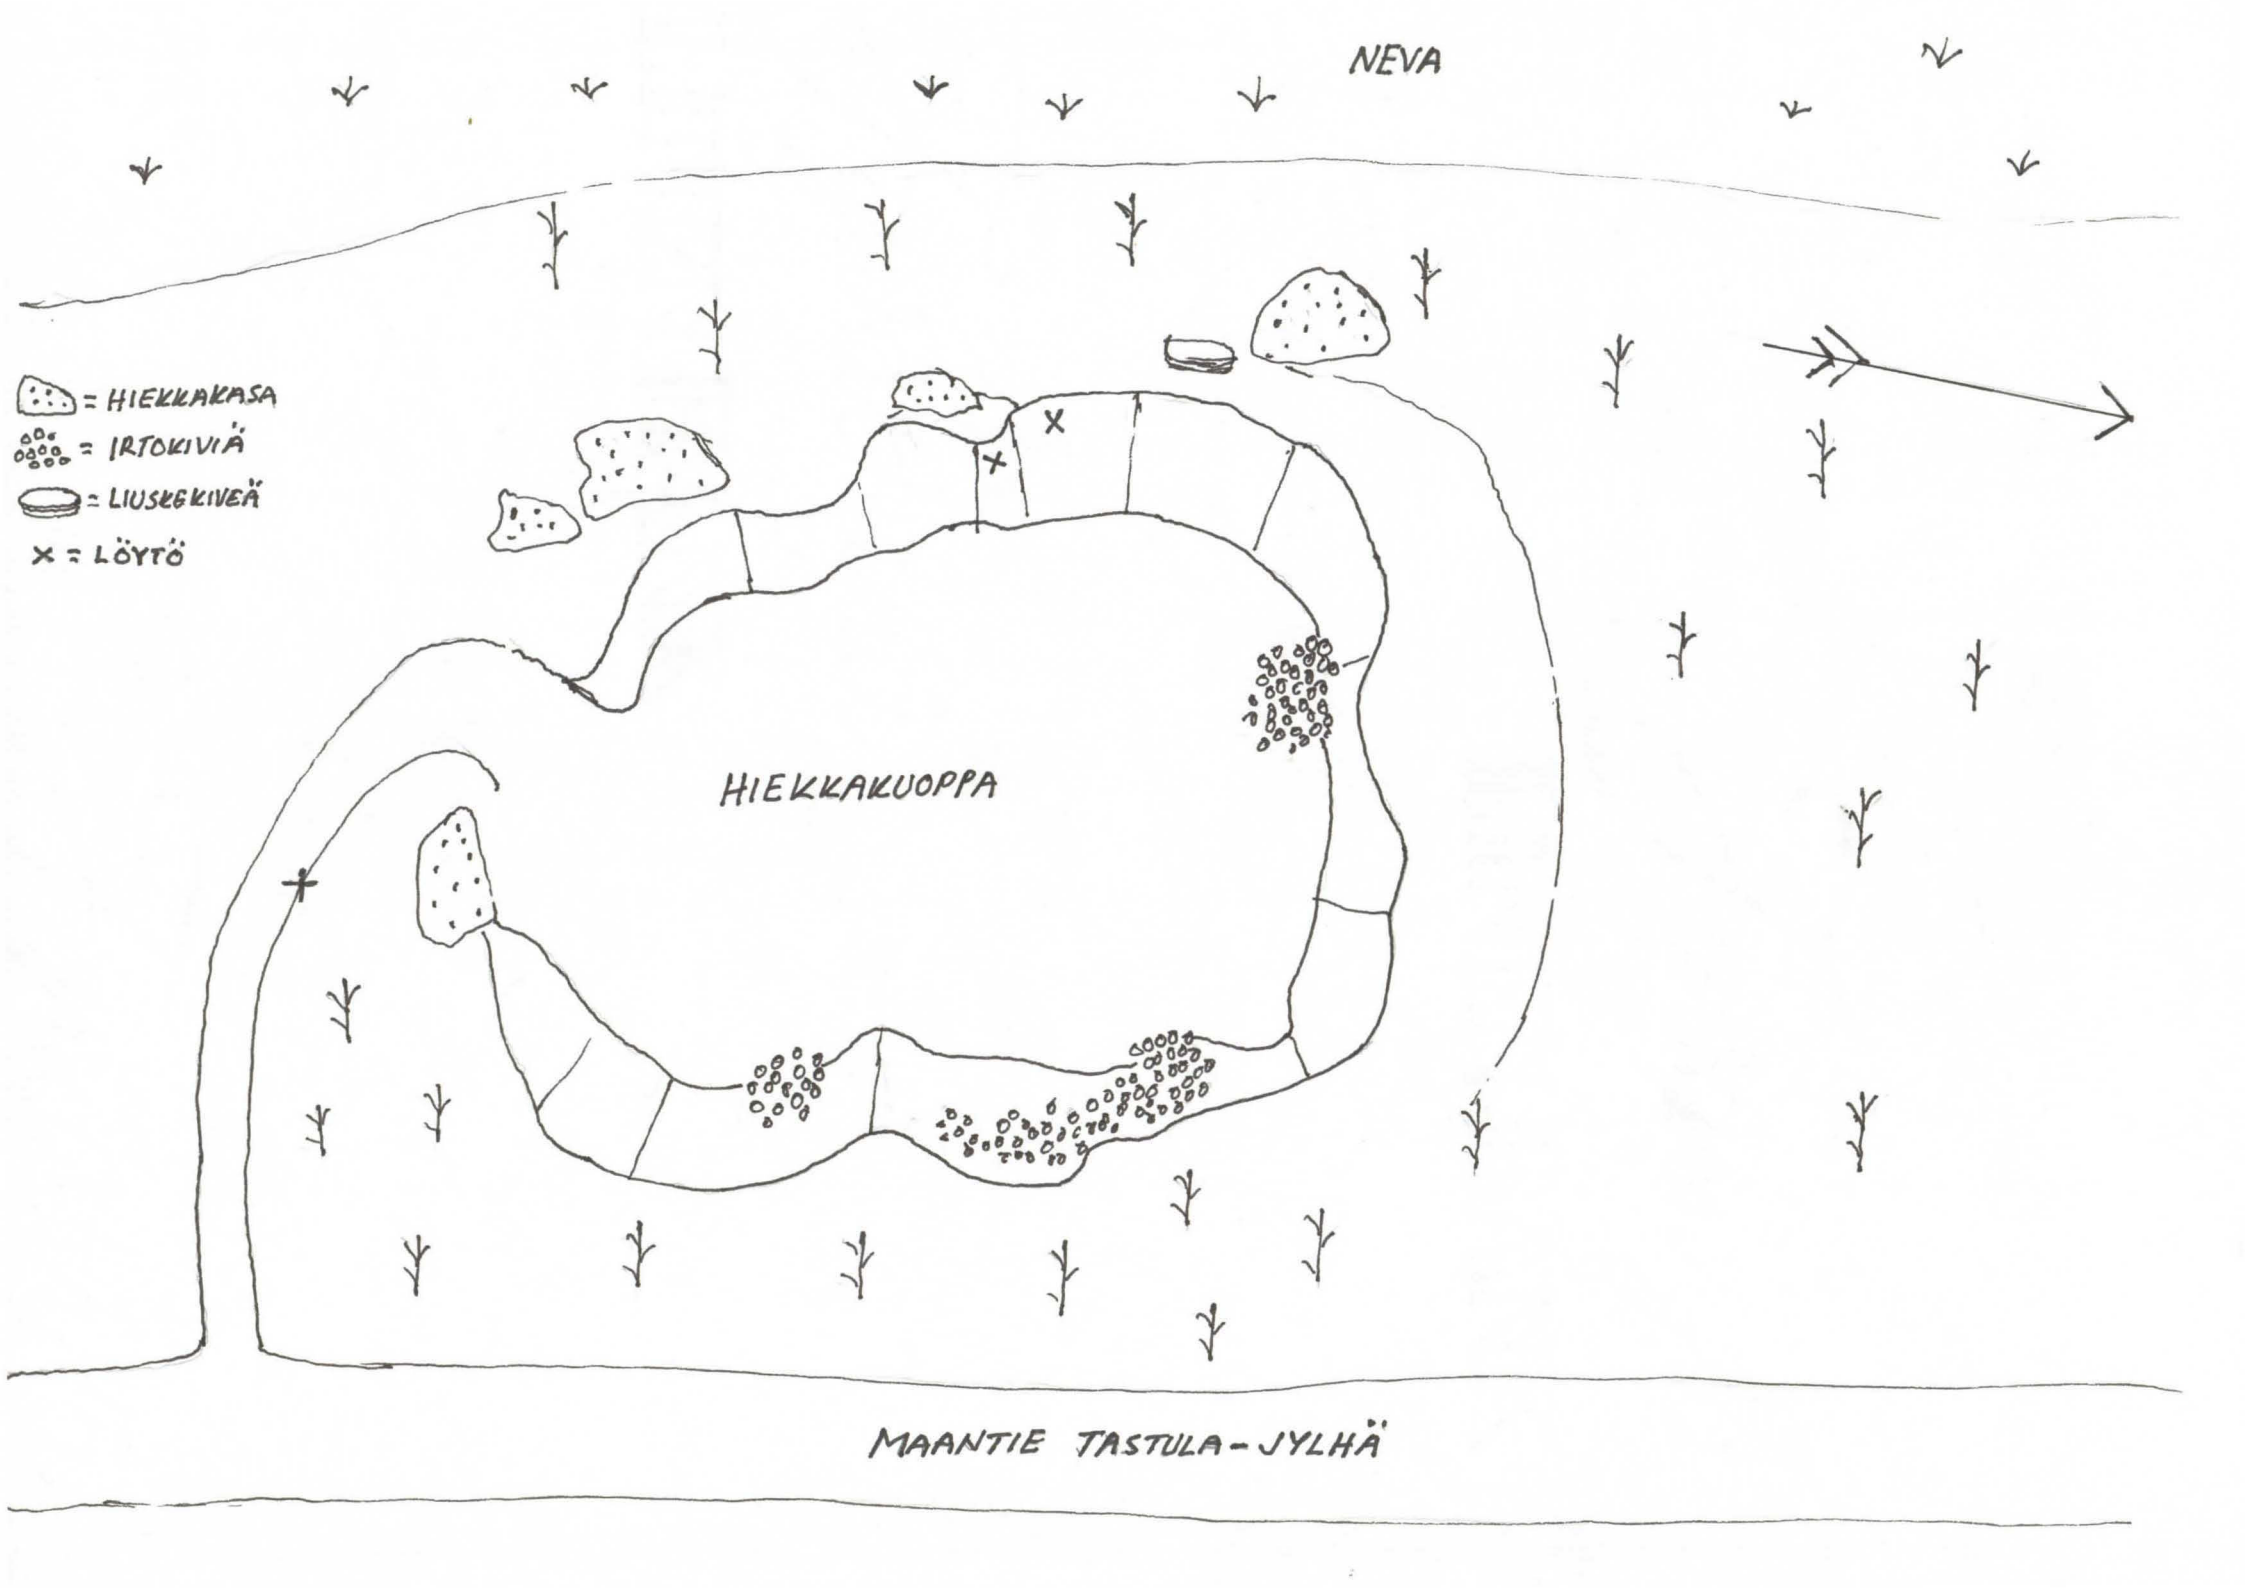 NEVA
= HIEKKAKASA
= IRTOKIVIÄ
= LIUSKEKIVEÄ
X = LÖYTÖ
HIEKKAKUOPPA
MAANTIE TASTULA-JYLHÄ